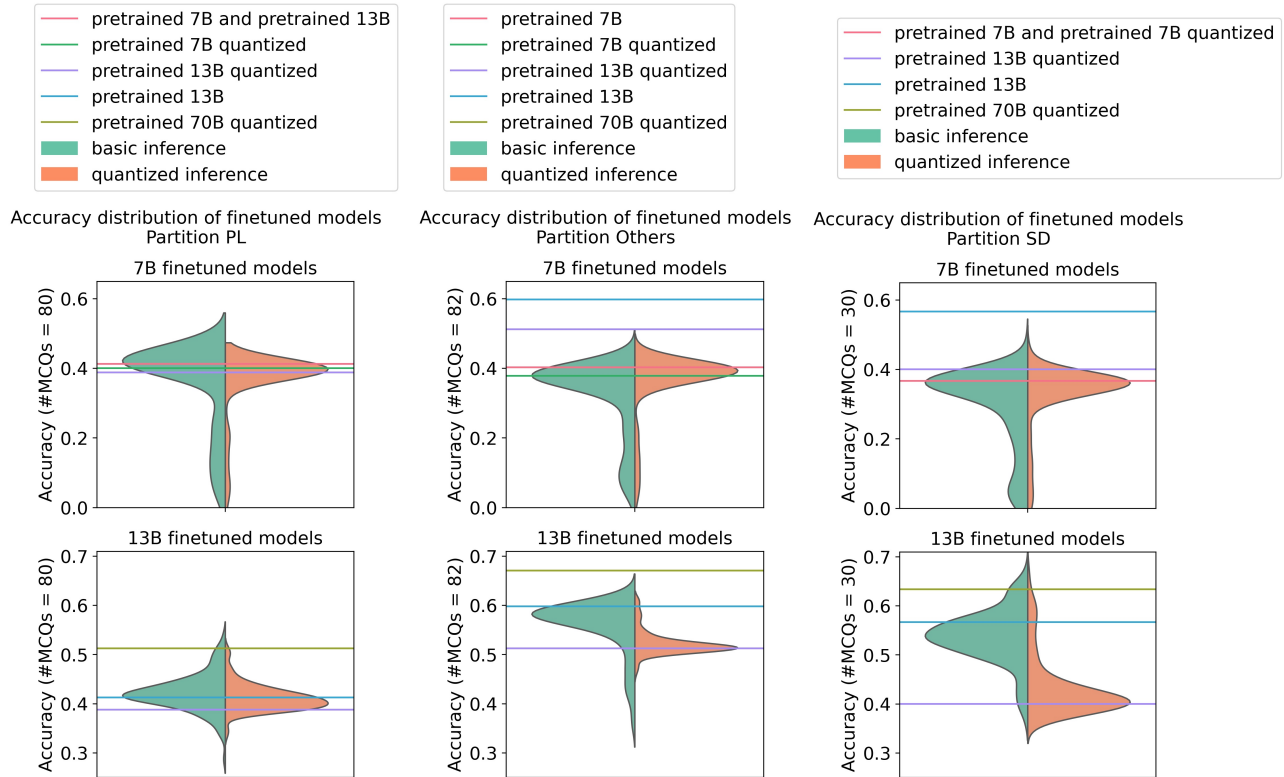 pretrained 7B and pretrained 13B
pretrained 7B quantized
pretrained 13B quantized
pretrained 13B
pretrained 70B quantized
basic inference
quantized inference
pretrained 7B
pretrained 7B quantized
pretrained 13B quantized
pretrained 13B
pretrained 70B quantized
basic inference
quantized inference
pretrained 7B and pretrained 7B quantized
pretrained 13B quantized
pretrained 13B
pretrained 70B quantized
basic inference
quantized inference
Accuracy distribution of finetuned models
Partition PL
7B finetuned models
Accuracy (#MCQs = 80)
0.6
0.4
0.2
0.0
13B finetuned models
Accuracy (#MCQs = 80)
0.7
0.6
0.5
0.4
0.3
Accuracy distribution of finetuned models
Partition Others
7B finetuned models
Accuracy (#MCQs = 82)
0.6
0.4
0.2
0.0
13B finetuned models
Accuracy (#MCQs = 82)
0.7
0.6
0.5
0.4
0.3
Accuracy distribution of finetuned models
Partition SD
7B finetuned models
Accuracy (#MCQs = 30)
0.6
0.4
0.2
0.0
13B finetuned models
Accuracy (#MCQs = 30)
0.7
0.6
0.5
0.4
0.3